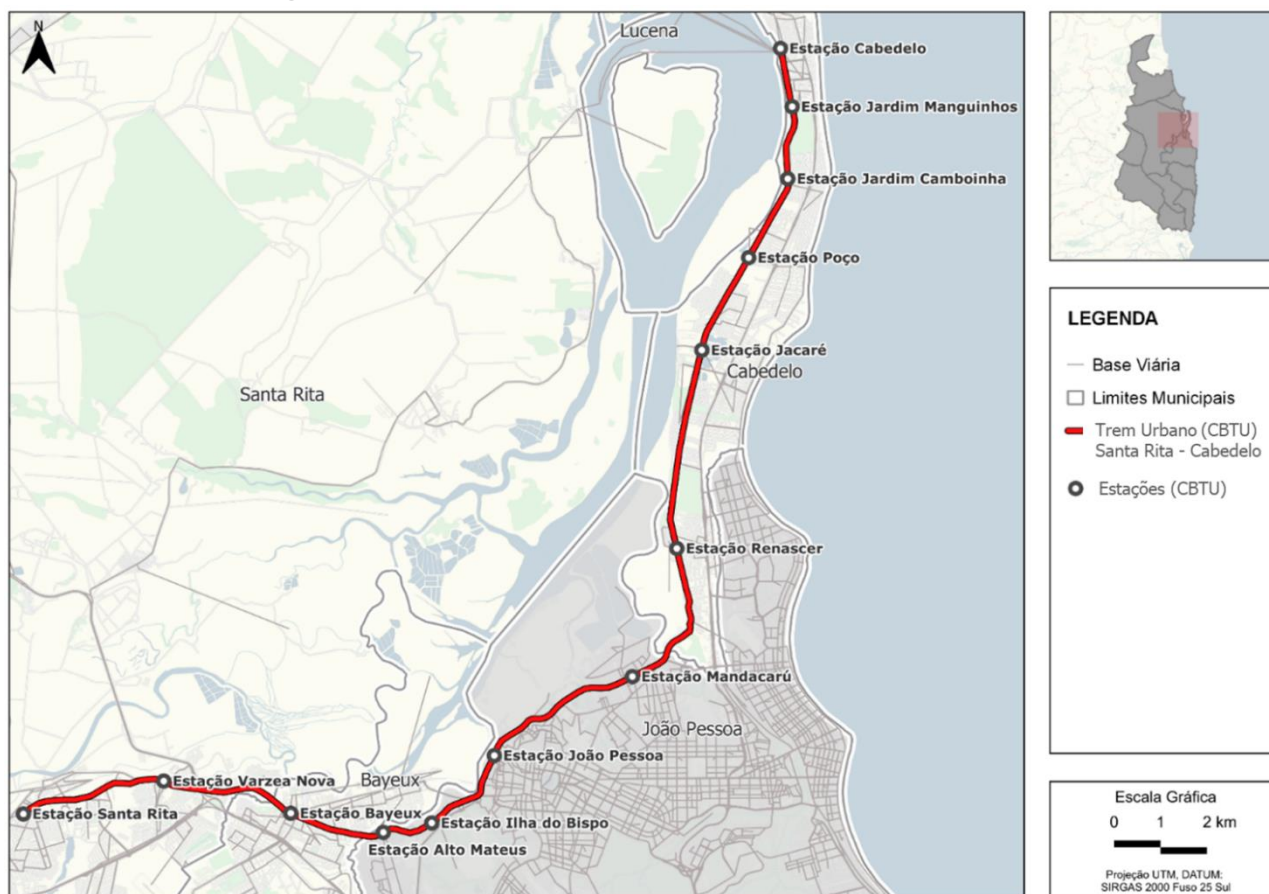 N
Lucena
Estação Cabedelo
Estação Jardim Manguinhos
Estação Jardim Camboinha
Estação Poço
Estação Jacaré
Cabedelo
Santa Rita
Estação Renascer
Estação Mandacarú
João Pessoa
Estação João Pessoa
Bayeux
Estação Varzea Nova
Estação Santa Rita
Estação Bayeux
Estação Ilha do Bispo
Estação Alto Mateus
LEGENDA
Base Viária
Limites Municipais
Trem Urbano (CBTU)
Santa Rita - Cabedelo
Estações (CBTU)
Escala Gráfica
0 1 2 km
Projeção UTM, DATUM:
SIRGAS 2000 Fuso 25 Sul